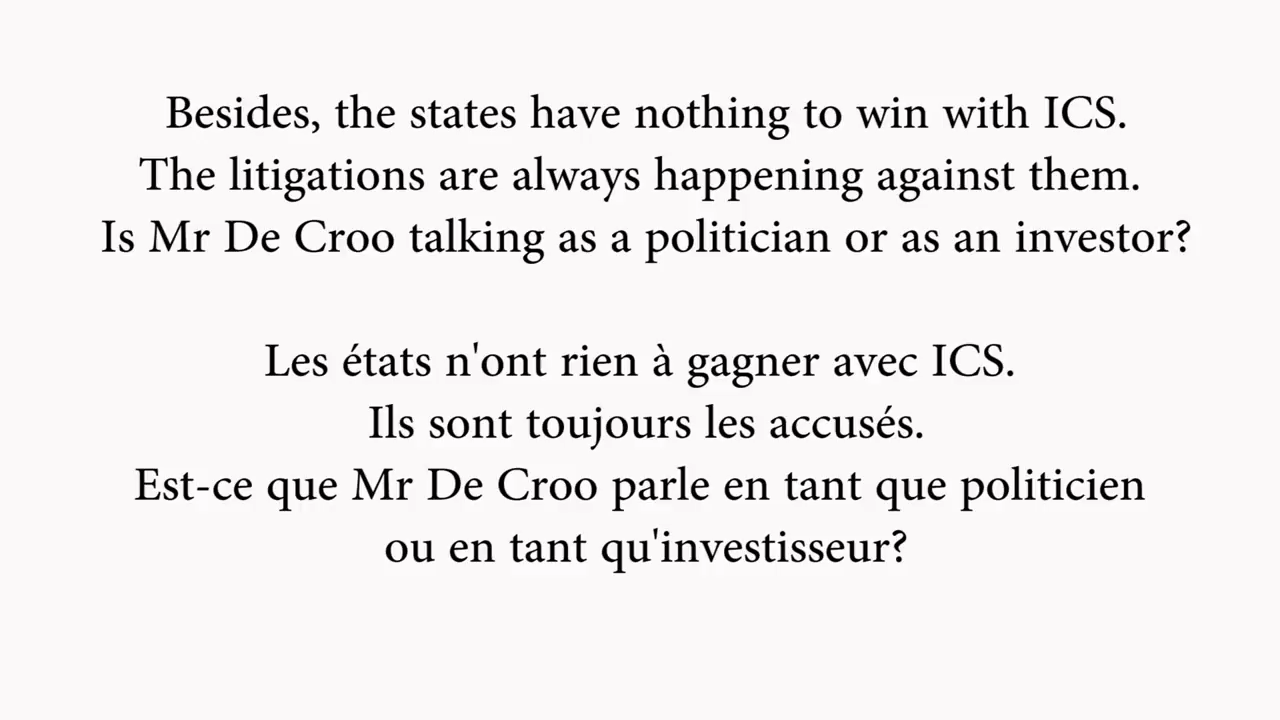 Besides, the states have nothing to win with ICS.
The litigations are always happening against them.
Is Mr De Croo talking as a politician or as an investor?
Les états n'ont rien à gagner avec ICS.
Ils sont toujours les accusés.
Est-ce que Mr De Croo parle en tant que politicien
ou en tant qu'investisseur?